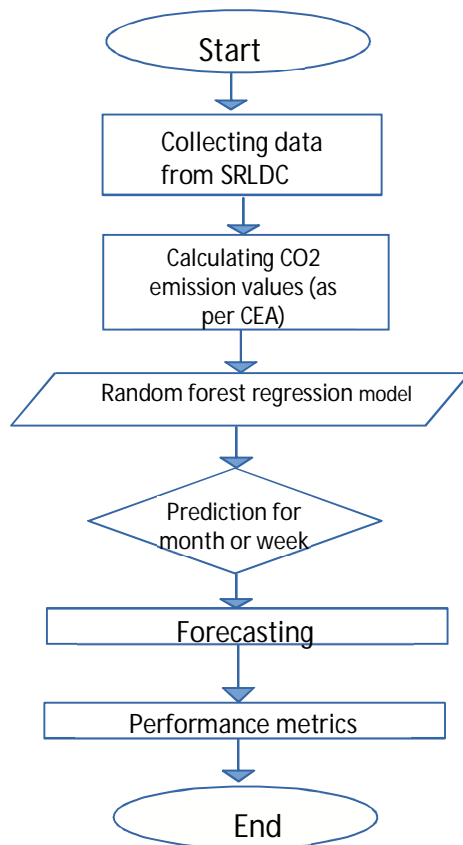 Start
Collecting data
from SRLDC
Calculating CO2
emission values (as
per CEA)
Random forest regression model
Prediction for
month or week
Forecasting
Performance metrics
End